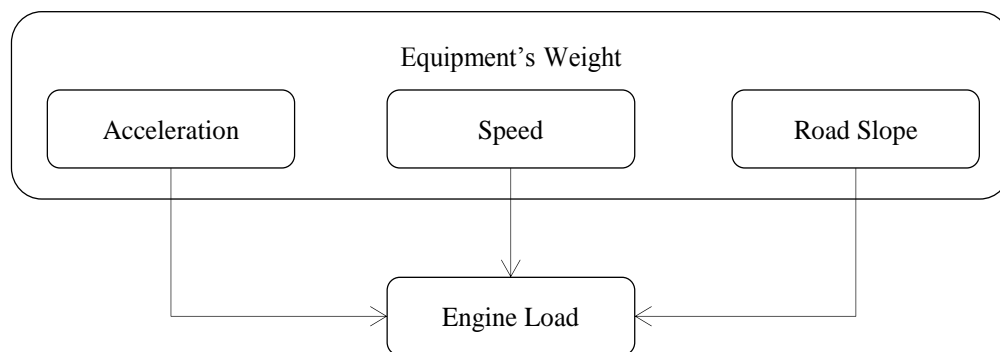 Equipment’s Weight
Acceleration
Speed
Road Slope
Engine Load